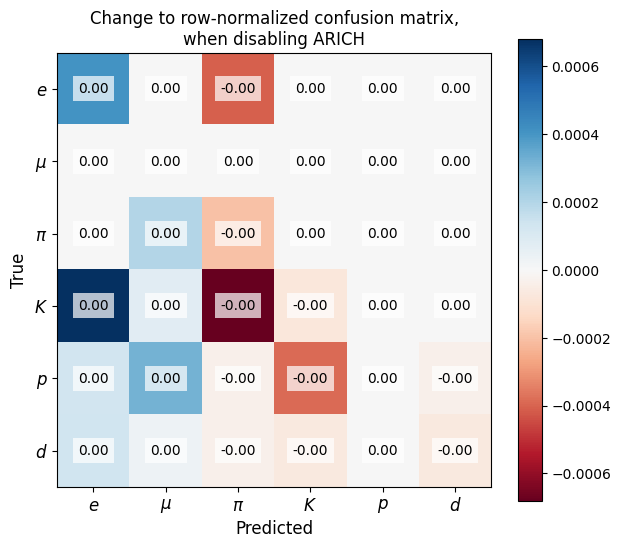 Change to row-normalized confusion matrix,
when disabling ARICH
True
e 0.00 0.00 -0.00 0.00 0.00 0.00
μ 0.00 0.00 0.00 0.00 0.00 0.00
π 0.00 0.00 -0.00 0.00 0.00 0.00
K 0.00 0.00 -0.00 -0.00 0.00 0.00
p 0.00 0.00 -0.00 -0.00 0.00 -0.00
d 0.00 0.00 -0.00 -0.00 0.00 -0.00
e μ π K p d
Predicted
0.0006
0.0004
0.0002
0.0000
−0.0002
−0.0004
−0.0006